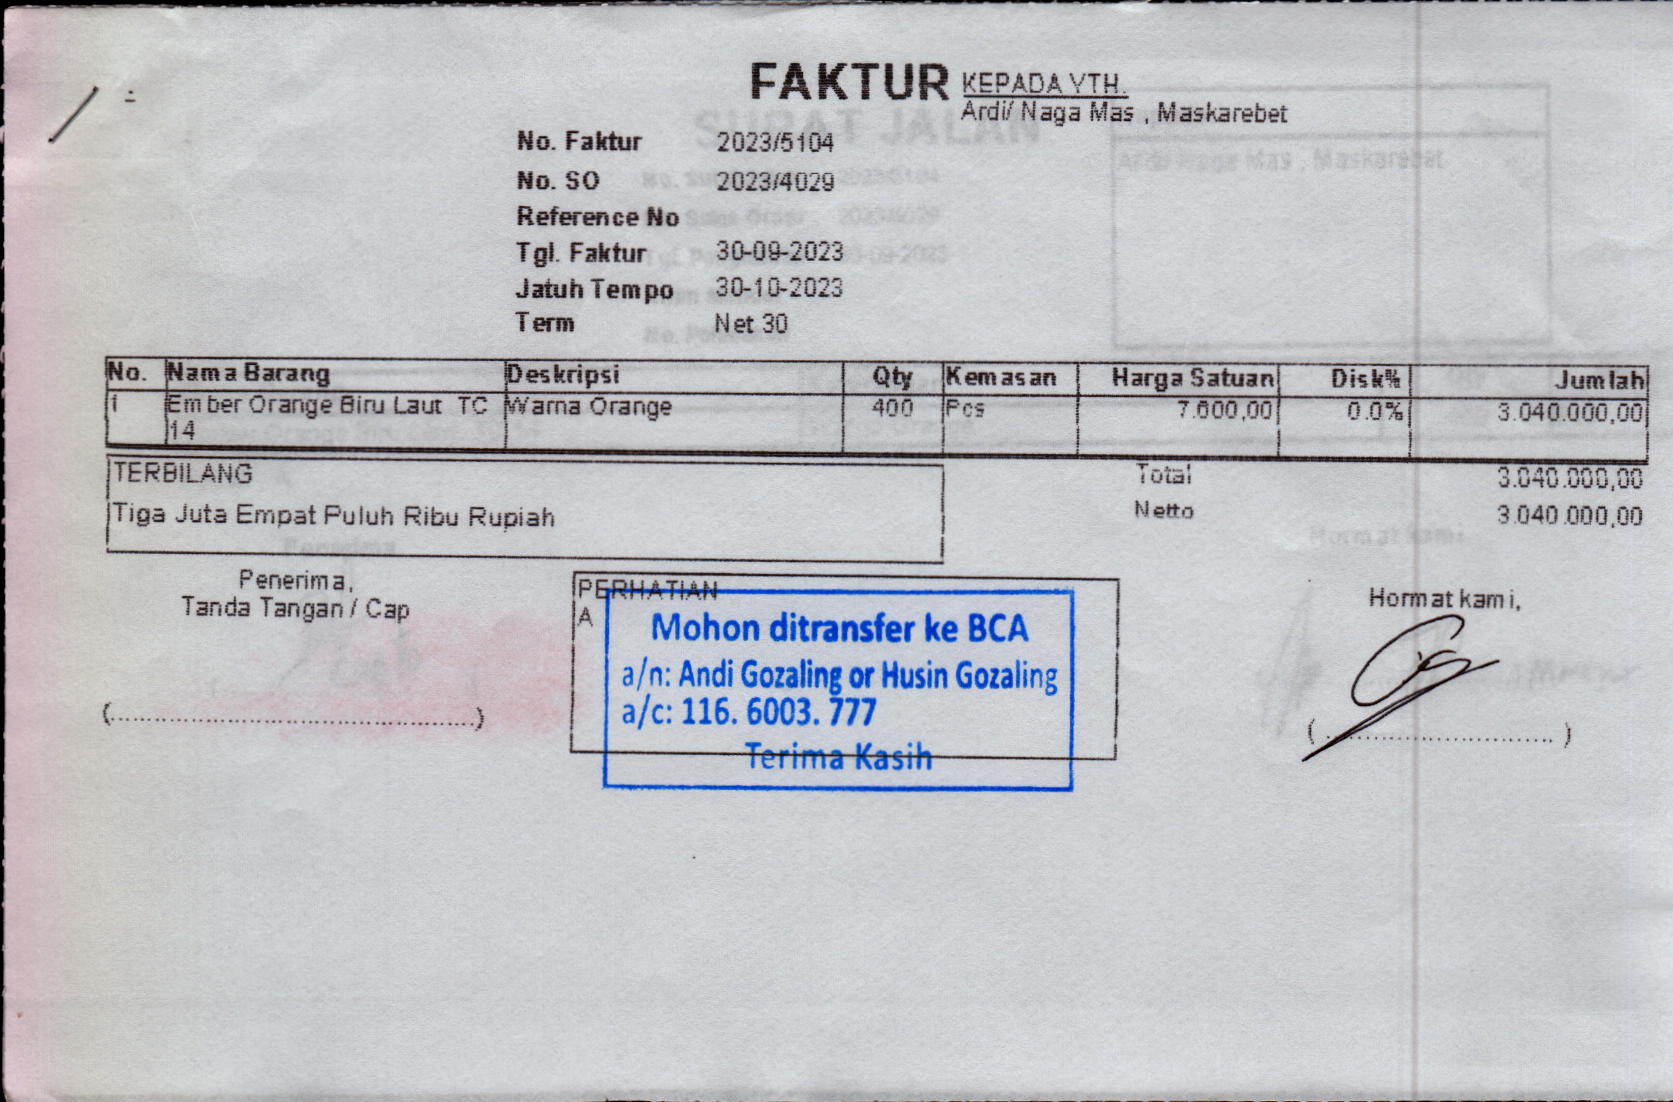 FAKTUR
KEPADA YTH.
Ardi/ Naga Mas , Maskarebet
No. Faktur 2023/5104
No. SO 2023/4029
Reference No
Tgl. Faktur 30-09-2023
Jatuh Tempo 30-10-2023
Term Net 30
No. Nama Barang Deskripsi Qty Kemasan Harga Satuan Disk% Jumlah
1 Ember Orange Biru Laut TC Warna Orange 400 Pcs 7.600,00 0.0% 3.040.000,00
14
TERBILANG
Tiga Juta Empat Puluh Ribu Rupiah
Total 3.040.000,00
Netto 3.040.000,00
Penerima,
Tanda Tangan / Cap
PERHATIAN
A
Mohon ditransfer ke BCA
a/n: Andi Gozaling or Husin Gozaling
a/c: 116. 6003. 777
Terima Kasih
Hormat kami,
(..................................................)
(................................)